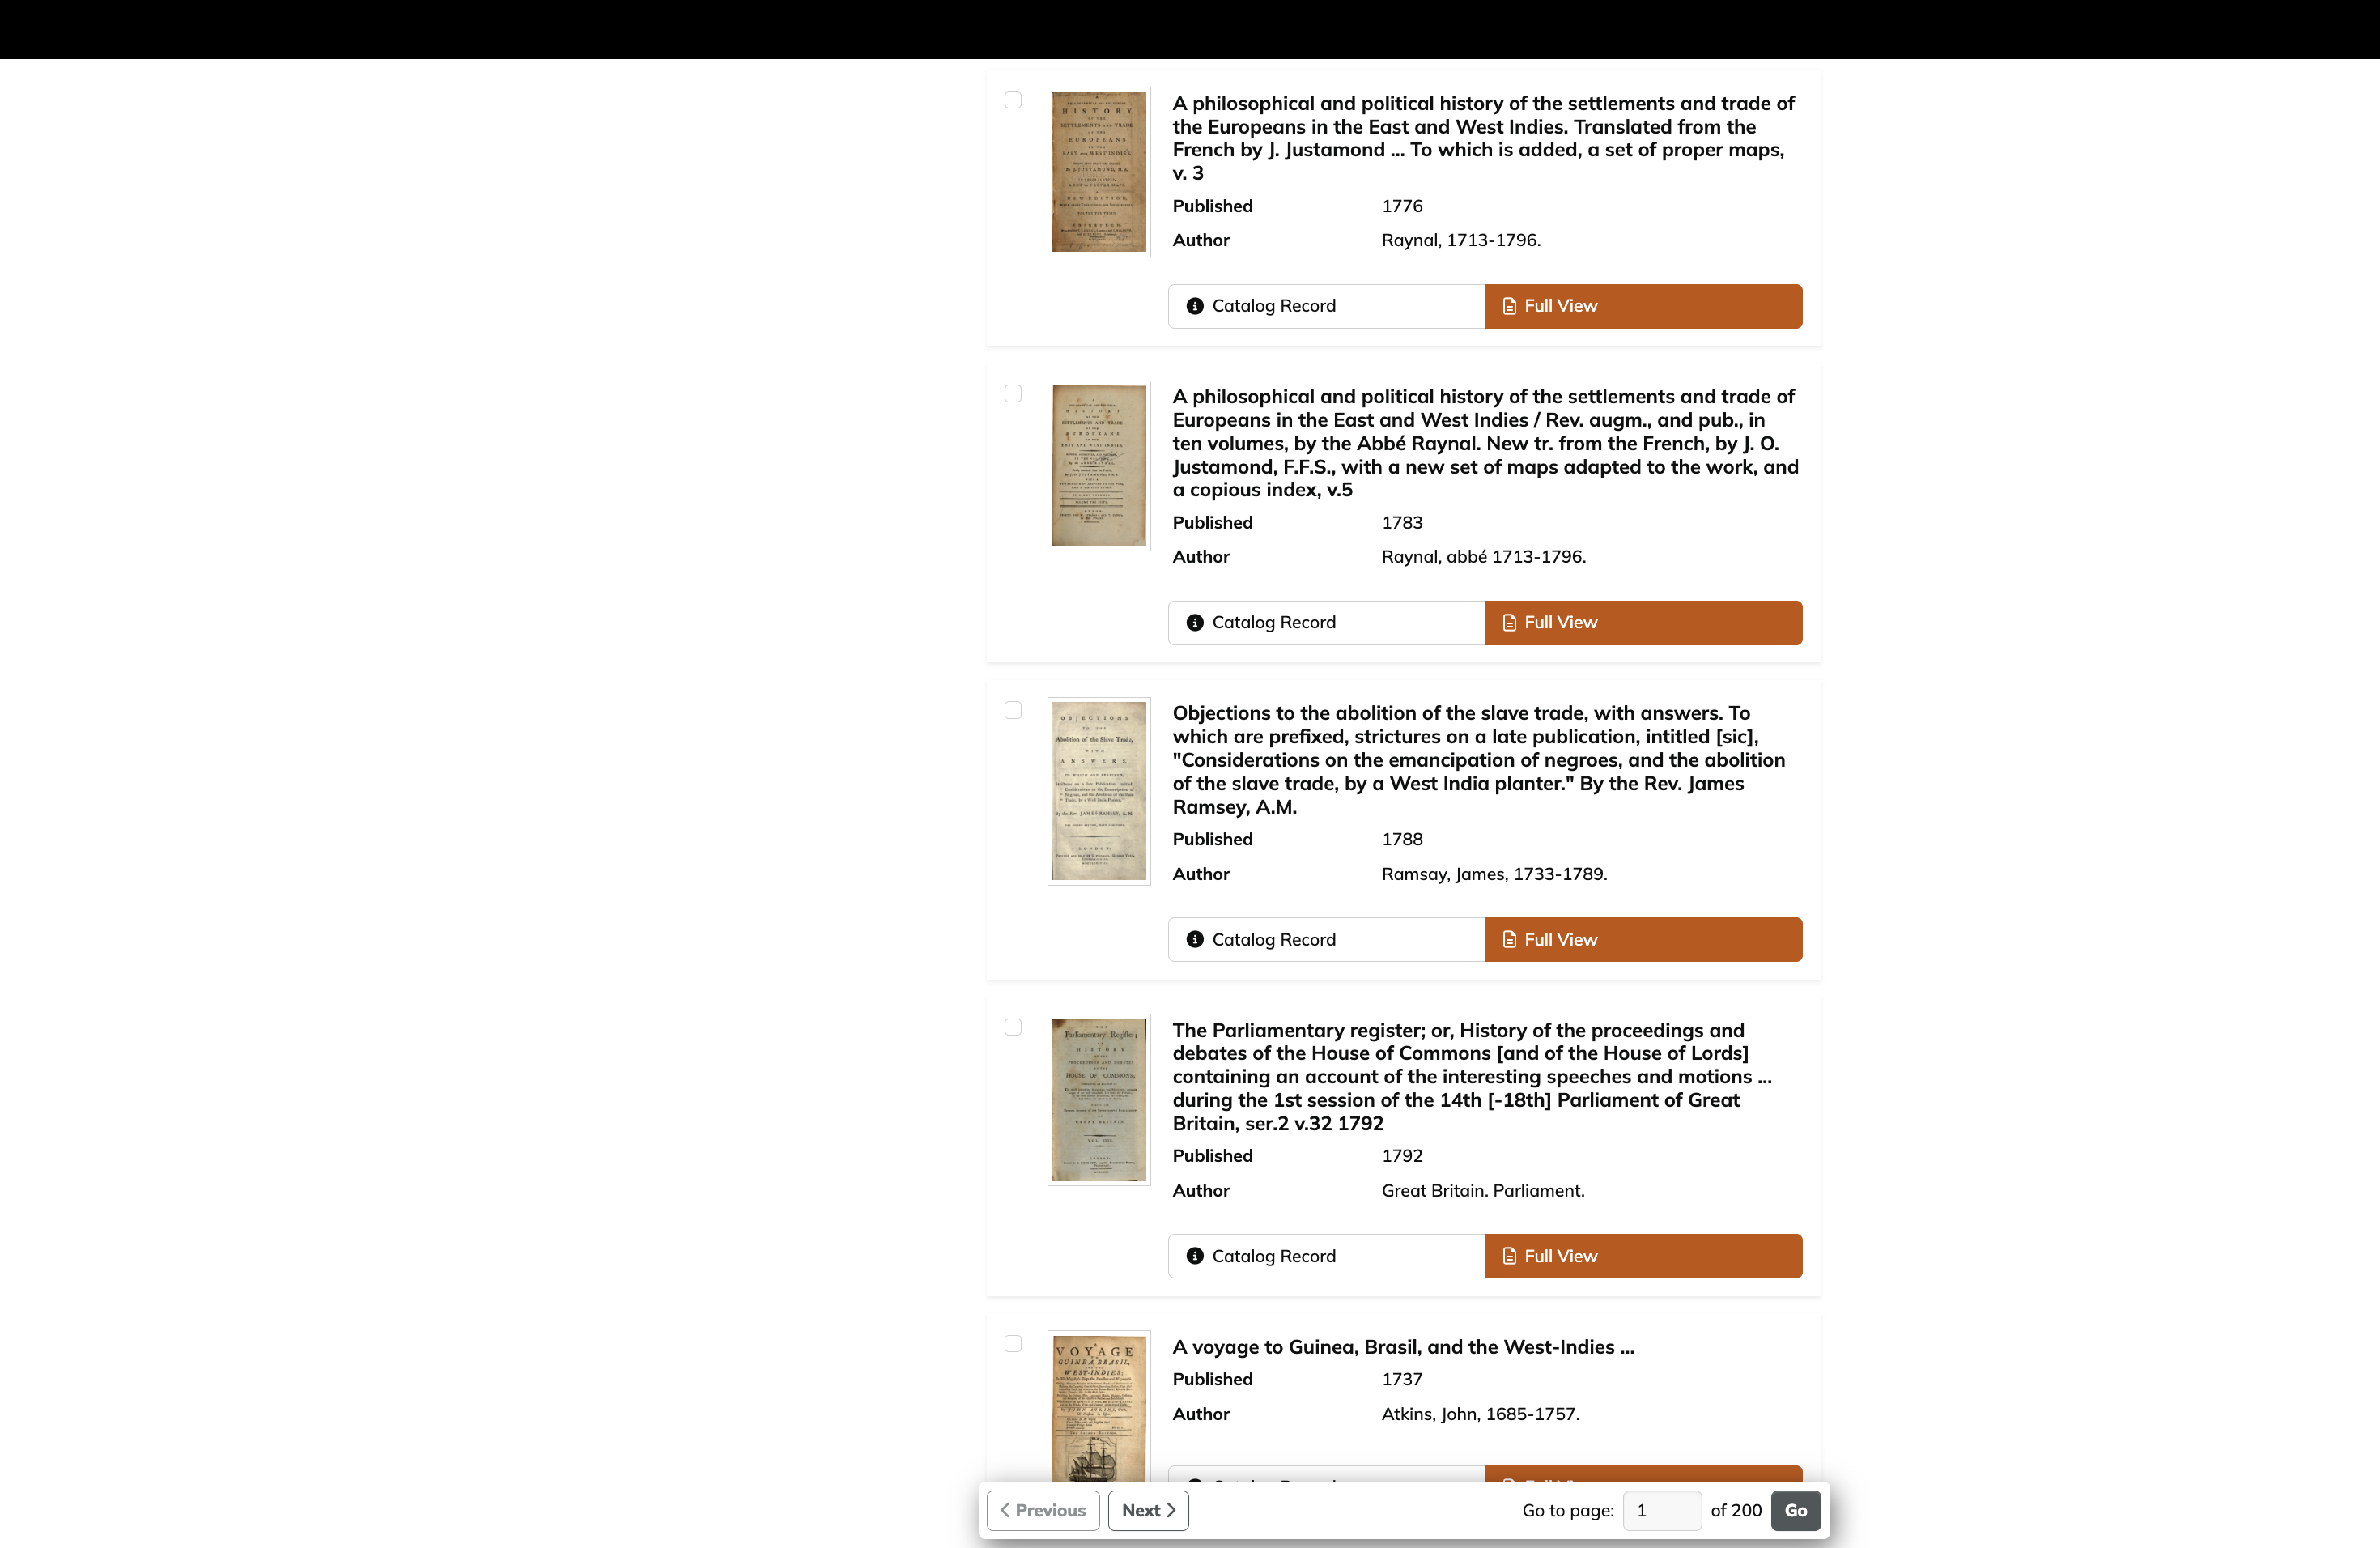 A philosophical and political history of the settlements and trade of
the Europeans in the East and West Indies. Translated from the
French by J. Justamond ... To which is added, a set of proper maps,
v. 3
Published 1776
Author Raynal, 1713-1796.
Catalog Record Full View
A philosophical and political history of the settlements and trade of
Europeans in the East and West Indies / Rev. augm., and pub., in
ten volumes, by the Abbé Raynal. New tr. from the French, by J. O.
Justamond, F.F.S., with a new set of maps adapted to the work, and
a copious index, v.5
Published 1783
Author Raynal, abbé 1713-1796.
Catalog Record Full View
Objections to the abolition of the slave trade, with answers. To
which are prefixed, strictures on a late publication, intitled [sic],
"Considerations on the emancipation of negroes, and the abolition
of the slave trade, by a West India planter." By the Rev. James
Ramsey, A.M.
Published 1788
Author Ramsay, James, 1733-1789.
Catalog Record Full View
The Parliamentary register; or, History of the proceedings and
debates of the House of Commons [and of the House of Lords]
containing an account of the interesting speeches and motions ...
during the 1st session of the 14th [-18th] Parliament of Great
Britain, ser.2 v.32 1792
Published 1792
Author Great Britain. Parliament.
Catalog Record Full View
VOYAGE
GUINEA, BRASIL,
WEST-INDIES;
A voyage to Guinea, Brasil, and the West-Indies ...
Published 1737
Author Atkins, John, 1685-1757.
Previous Next Go to page: 1 of 200 Go